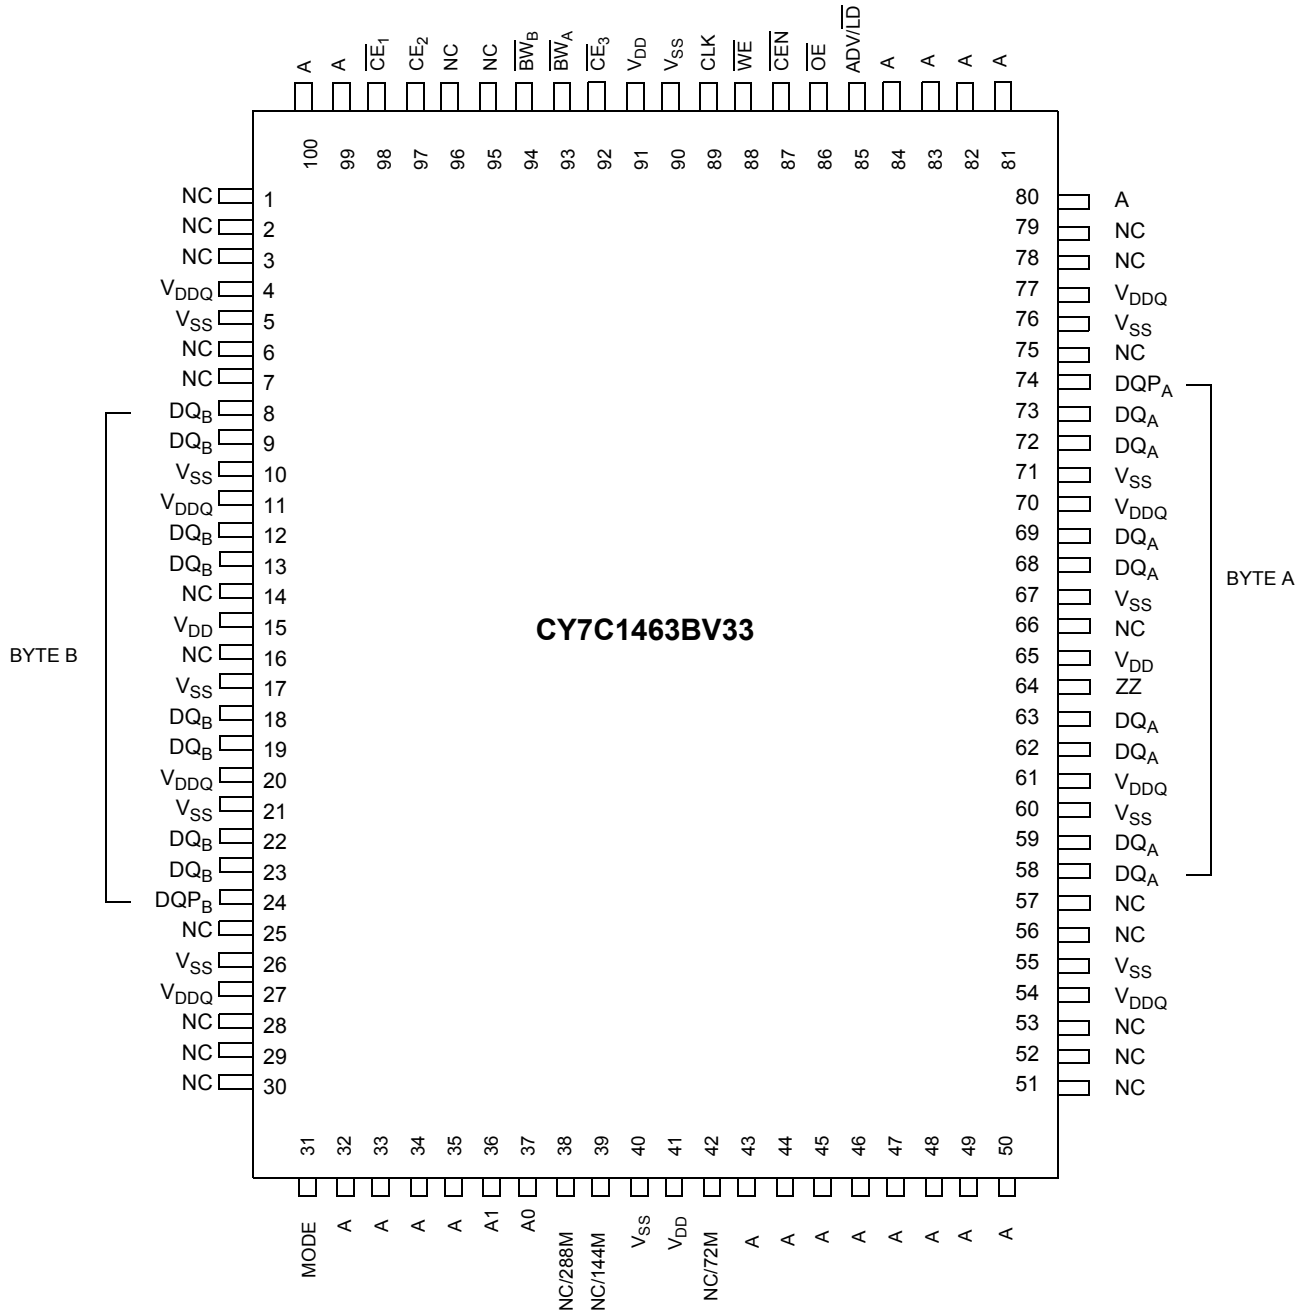 A A CE1 CE2 NC NC BWB BWA CE3 VDD VSS CLK WE CEN OE ADV/LD A A A A
100 99 98 97 96 95 94 93 92 91 90 89 88 87 86 85 84 83 82 81
NC 1 80 A
NC 2 79 NC
NC 3 78 NC
VDDQ 4 77 VDDQ
VSS 5 76 VSS
NC 6 75 NC
NC 7 74 DQPA
DQB 8 73 DQA
DQB 9 72 DQA
VSS 10 71 VSS
VDDQ 11 70 VDDQ
DQB 12 69 DQA
DQB 13 68 DQA
BYTE A
NC 14 67 VSS
VDD 15 66 NC
CY7C1463BV33
BYTE B
NC 16 65 VDD
VSS 17 64 ZZ
DQB 18 63 DQA
DQB 19 62 DQA
VDDQ 20 61 VDDQ
VSS 21 60 VSS
DQB 22 59 DQA
DQB 23 58 DQA
DQPB 24 57 NC
NC 25 56 NC
VSS 26 55 VSS
VDDQ 27 54 VDDQ
NC 28 53 NC
NC 29 52 NC
NC 30 51 NC
31 32 33 34 35 36 37 38 39 40 41 42 43 44 45 46 47 48 49 50
MODE A A A A A1 A0 NC/288M NC/144M VSS VDD NC/72M A A A A A A A A